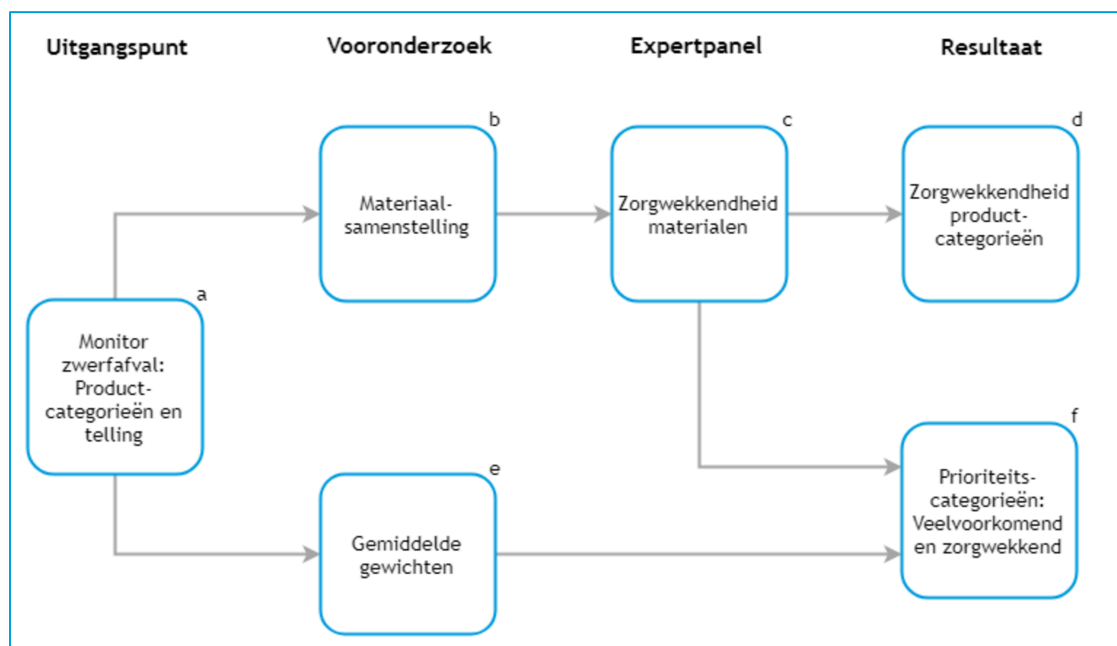 Uitgangspunt
Vooronderzoek
Expertpanel
Resultaat
b
Materiaal-
samenstelling
c
Zorgwekkendheid
materialen
d
Zorgwekkendheid
product-
categorieën
a
Monitor
zwerfafval:
Product-
categorieën en
telling
e
Gemiddelde
gewichten
f
Prioriteits-
categorieën:
Veelvoorkomend
en zorgwekkend